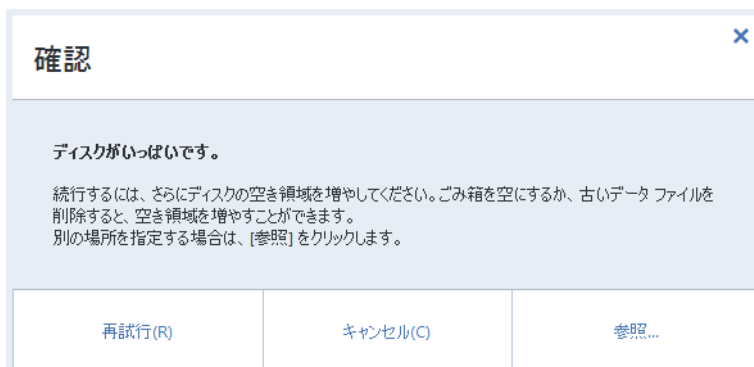 確認
ディスクがいっぱいです。
続行するには、さらにディスクの空き領域を増やしてください。ごみ箱を空にするか、古いデータ ファイルを
削除すると、空き領域を増やすことができます。
別の場所を指定する場合は、[参照] をクリックします。
再試行(R) キャンセル(C) 参照...